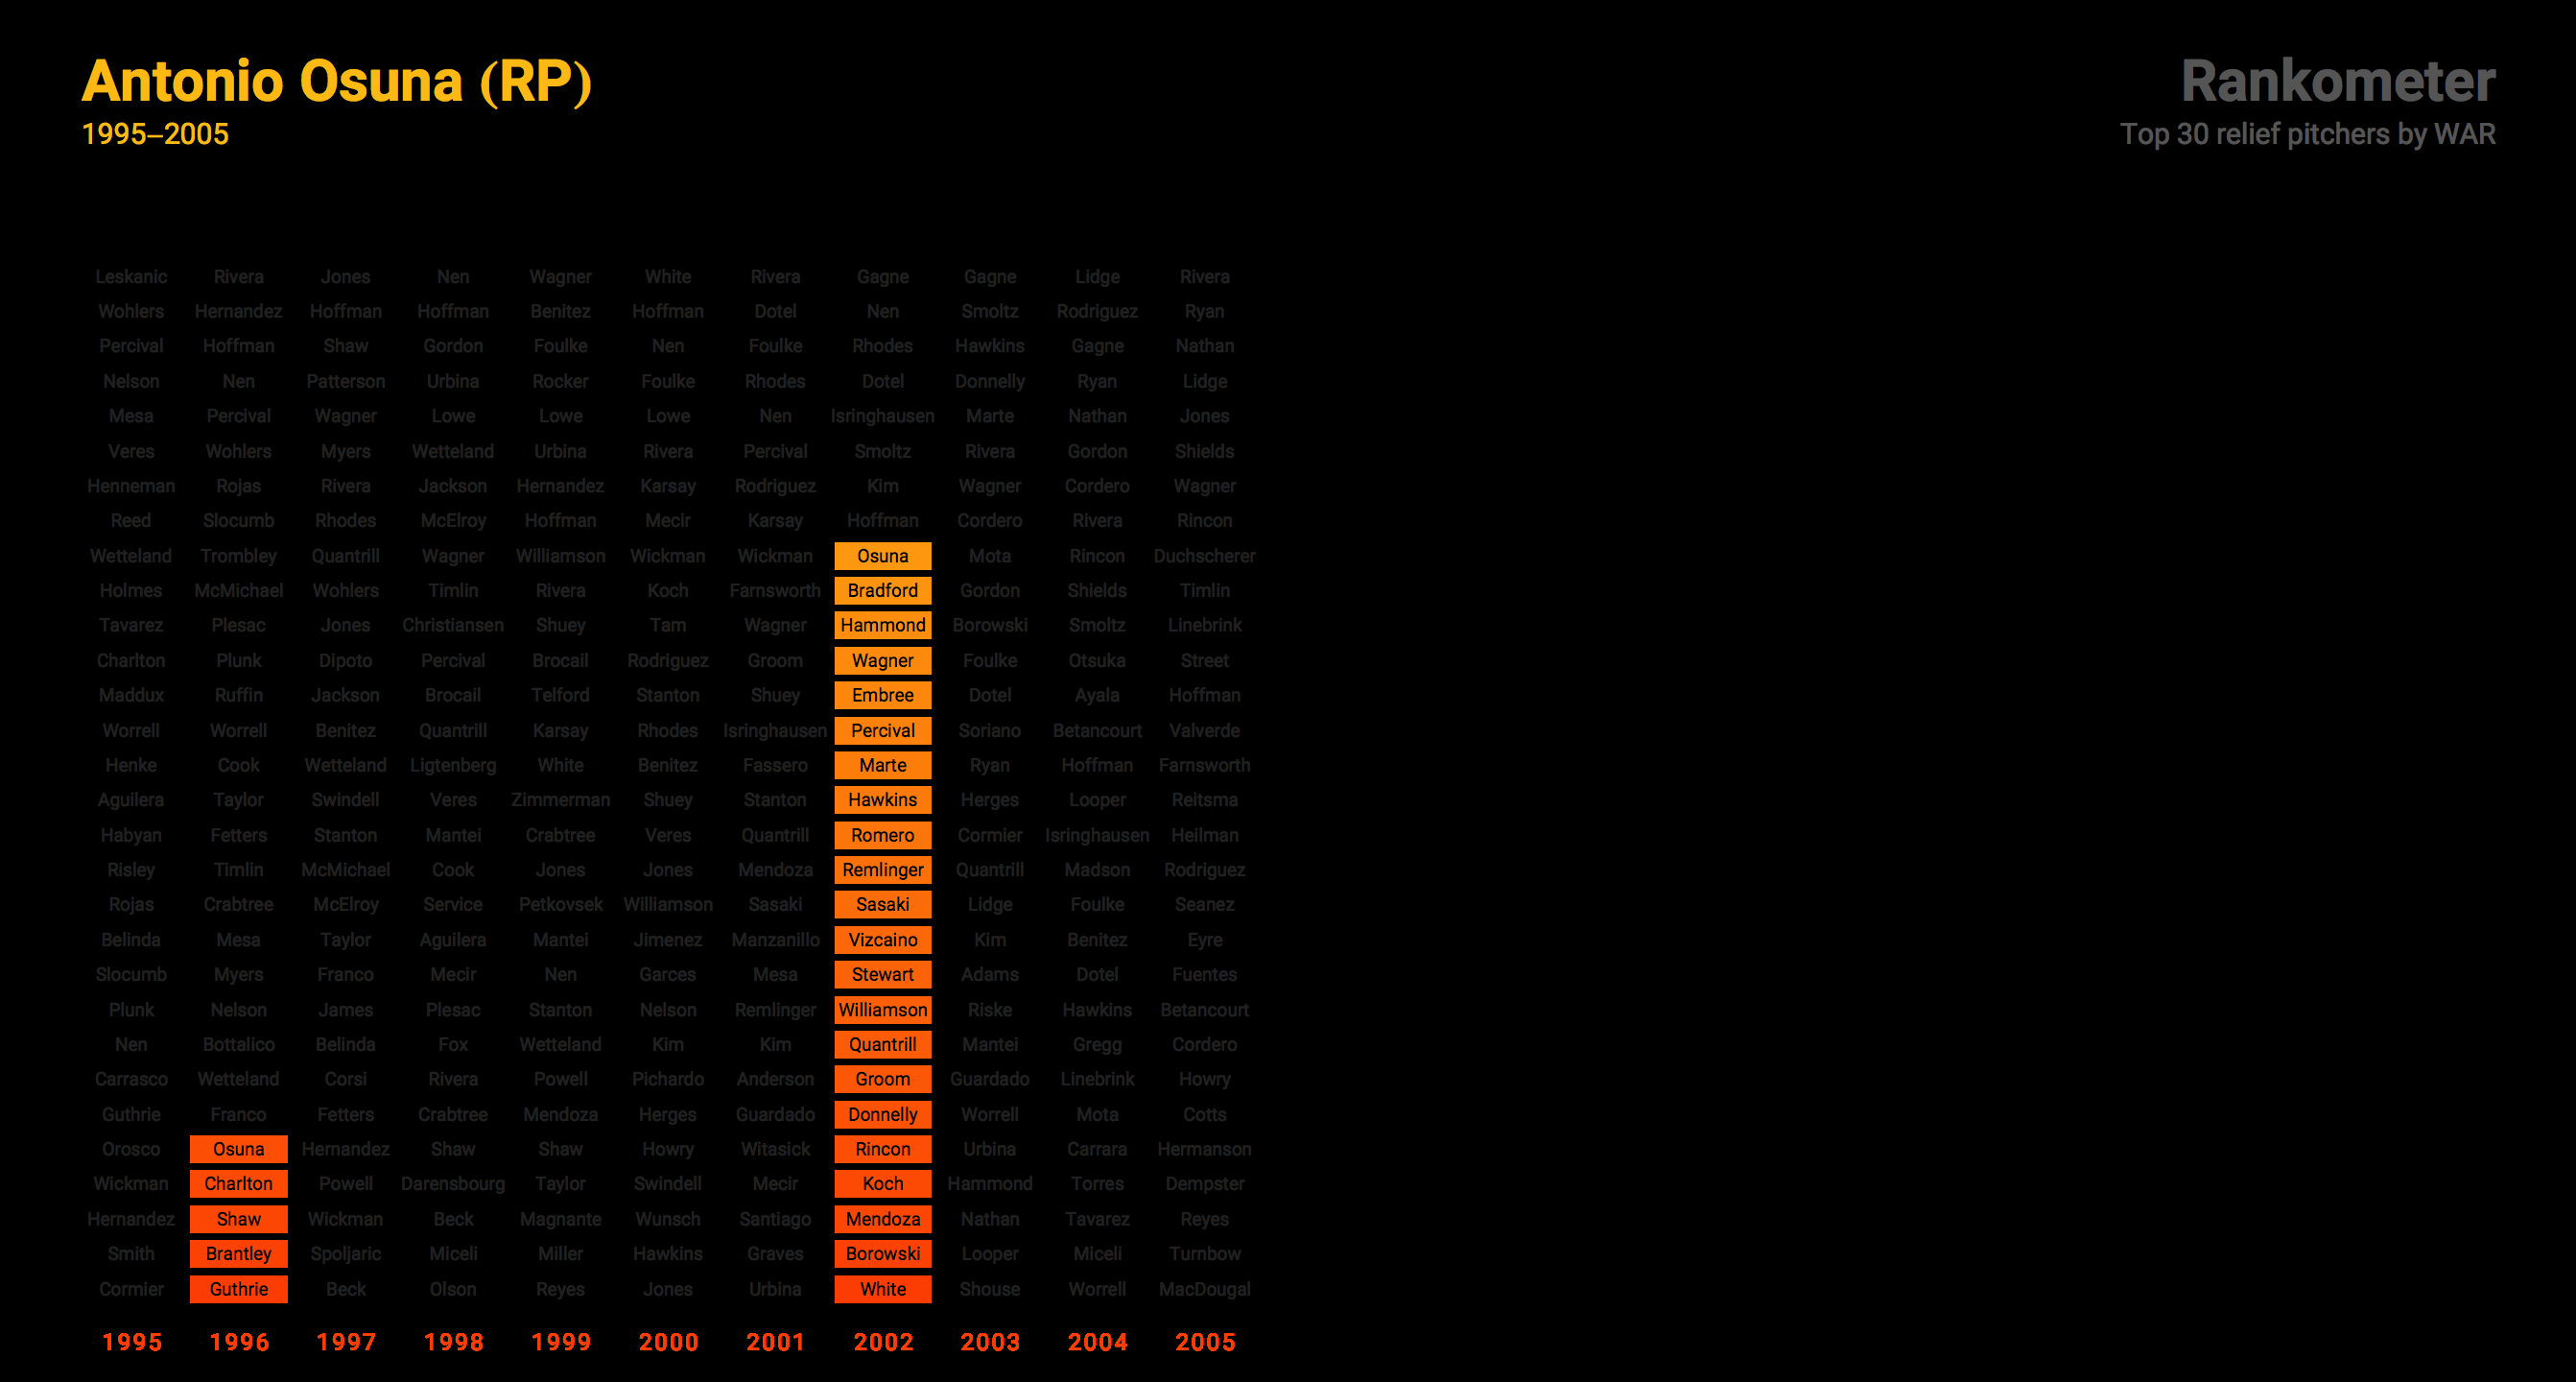 Antonio Osuna (RP)
1995–2005
Rankometer
Top 30 relief pitchers by WAR
Leskanic Rivera Jones Nen Wagner White Rivera Gagne Gagne Lidge Rivera
Wohlers Hernandez Hoffman Hoffman Benitez Hoffman Dotel Nen Smoltz Rodriguez Ryan
Percival Hoffman Shaw Gordon Foulke Nen Foulke Rhodes Hawkins Gagne Nathan
Nelson Nen Patterson Urbina Rocker Foulke Rhodes Dotel Donnelly Ryan Lidge
Mesa Percival Wagner Lowe Lowe Lowe Nen Isringhausen Marte Nathan Jones
Veres Wohlers Myers Wetteland Urbina Rivera Percival Smoltz Rivera Gordon Shields
Henneman Rojas Rivera Jackson Hernandez Karsay Rodriguez Kim Wagner Cordero Wagner
Reed Slocumb Rhodes McElroy Hoffman Mecir Karsay Hoffman Cordero Rivera Rincon
Wetteland Trombley Quantrill Wagner Williamson Wickman Wickman Osuna Mota Rincon Duchscherer
Holmes McMichael Wohlers Timlin Rivera Koch Farnsworth Bradford Gordon Shields Timlin
Tavarez Plesac Jones Christiansen Shuey Tam Wagner Hammond Borowski Smoltz Linebrink
Charlton Plunk Dipoto Percival Brocail Rodriguez Groom Wagner Foulke Otsuka Street
Maddux Ruffin Jackson Brocail Telford Stanton Shuey Embree Dotel Ayala Hoffman
Worrell Worrell Benitez Quantrill Karsay Rhodes Isringhausen Percival Soriano Betancourt Valverde
Henke Cook Wetteland Ligtenberg White Benitez Fassero Marte Ryan Hoffman Farnsworth
Aguilera Taylor Swindell Veres Zimmerman Shuey Stanton Hawkins Herges Looper Reitsma
Habyan Fetters Stanton Mantei Crabtree Veres Quantrill Romero Cormier Isringhausen Heilman
Risley Timlin McMichael Cook Jones Jones Mendoza Remlinger Quantrill Madson Rodriguez
Rojas Crabtree McElroy Service Petkovsek Williamson Sasaki Sasaki Lidge Foulke Seanez
Belinda Mesa Taylor Aguilera Mantei Jimenez Manzanillo Vizcaino Kim Benitez Eyre
Slocumb Myers Franco Mecir Nen Garces Mesa Stewart Adams Dotel Fuentes
Plunk Nelson James Plesac Stanton Nelson Remlinger Williamson Riske Hawkins Betancourt
Nen Bottalico Belinda Fox Wetteland Kim Kim Quantrill Mantei Gregg Cordero
Carrasco Wetteland Corsi Rivera Powell Pichardo Anderson Groom Guardado Linebrink Howry
Guthrie Franco Fetters Crabtree Mendoza Herges Guardado Donnelly Worrell Mota Cotts
Orosco Osuna Hernandez Shaw Shaw Howry Witasick Rincon Urbina Carrara Hermanson
Wickman Charlton Powell Darensbourg Taylor Swindell Mecir Koch Hammond Torres Dempster
Hernandez Shaw Wickman Beck Magnante Wunsch Santiago Mendoza Nathan Tavarez Reyes
Smith Brantley Spoljaric Miceli Miller Hawkins Graves Borowski Looper Miceli Turnbow
Cormier Guthrie Beck Olson Reyes Jones Urbina White Shouse Worrell MacDougal
1995 1996 1997 1998 1999 2000 2001 2002 2003 2004 2005